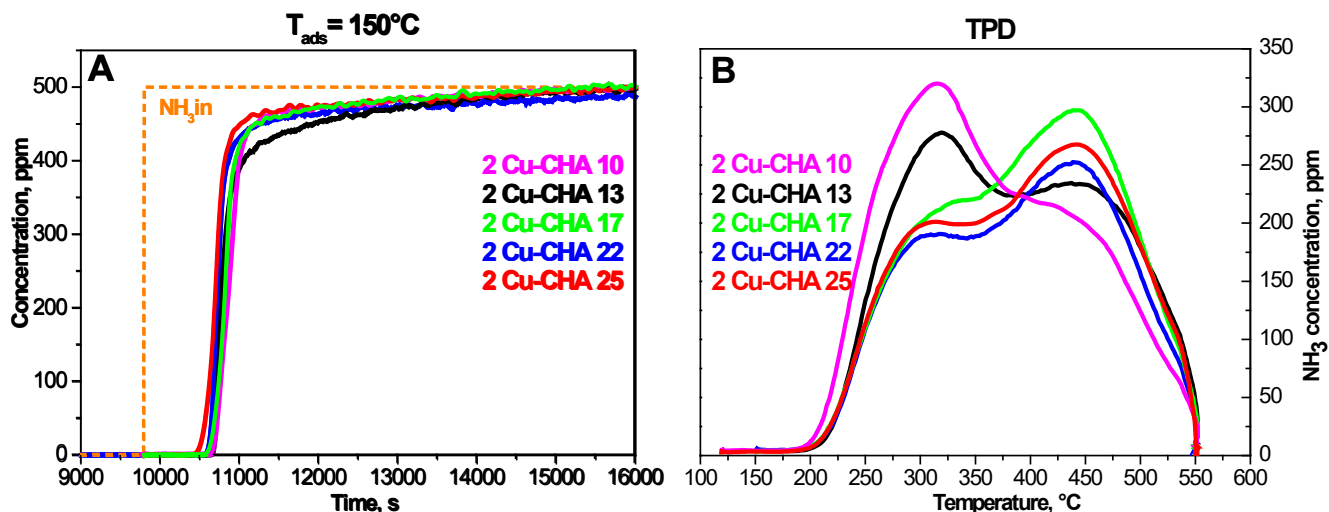 T_ads = 150°C
A
NH₃in
2 Cu-CHA 10
2 Cu-CHA 13
2 Cu-CHA 17
2 Cu-CHA 22
2 Cu-CHA 25
Concentration, ppm
500
400
300
200
100
0
9000 10000 11000 12000 13000 14000 15000 16000
Time, s
TPD
B
2 Cu-CHA 10
2 Cu-CHA 13
2 Cu-CHA 17
2 Cu-CHA 22
2 Cu-CHA 25
350
300
250
200
150
100
50
0
NH₃ concentration, ppm
100 150 200 250 300 350 400 450 500 550 600
Temperature, °C